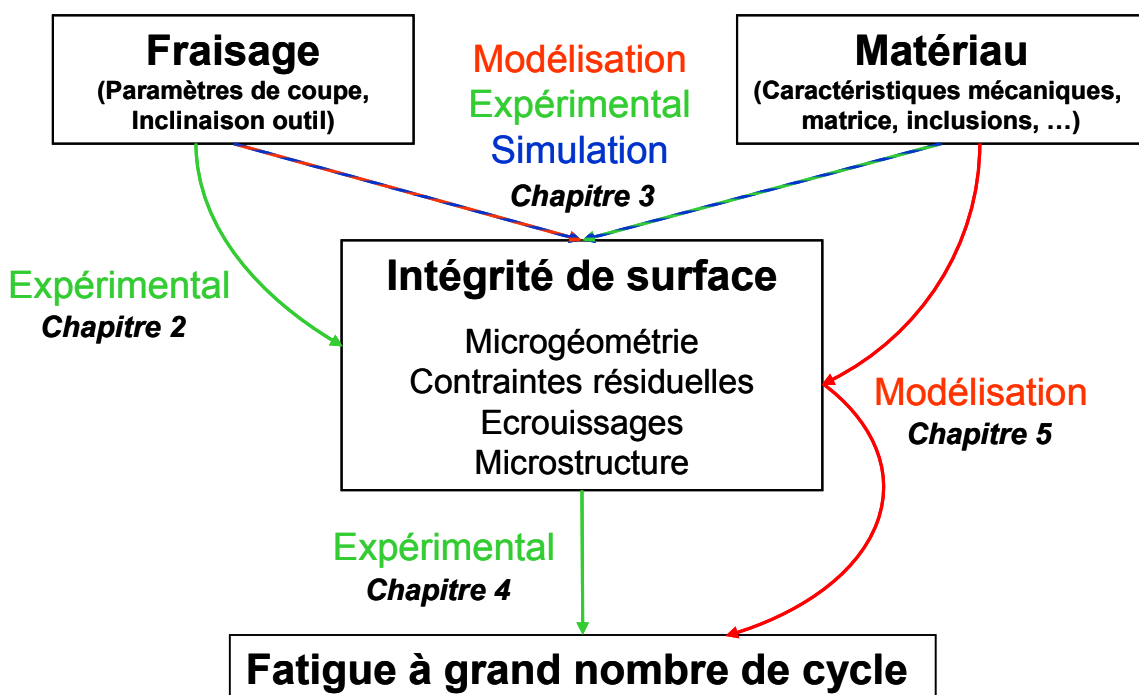 Fraisage
(Paramètres de coupe,
Inclinaison outil)
Modélisation
Expérimental
Simulation
Chapitre 3
Matériau
(Caractéristiques mécaniques,
matrice, inclusions, …)
Expérimental
Chapitre 2
Intégrité de surface
Microgéométrie
Contraintes résiduelles
Ecrouissages
Microstructure
Modélisation
Chapitre 5
Expérimental
Chapitre 4
Fatigue à grand nombre de cycle